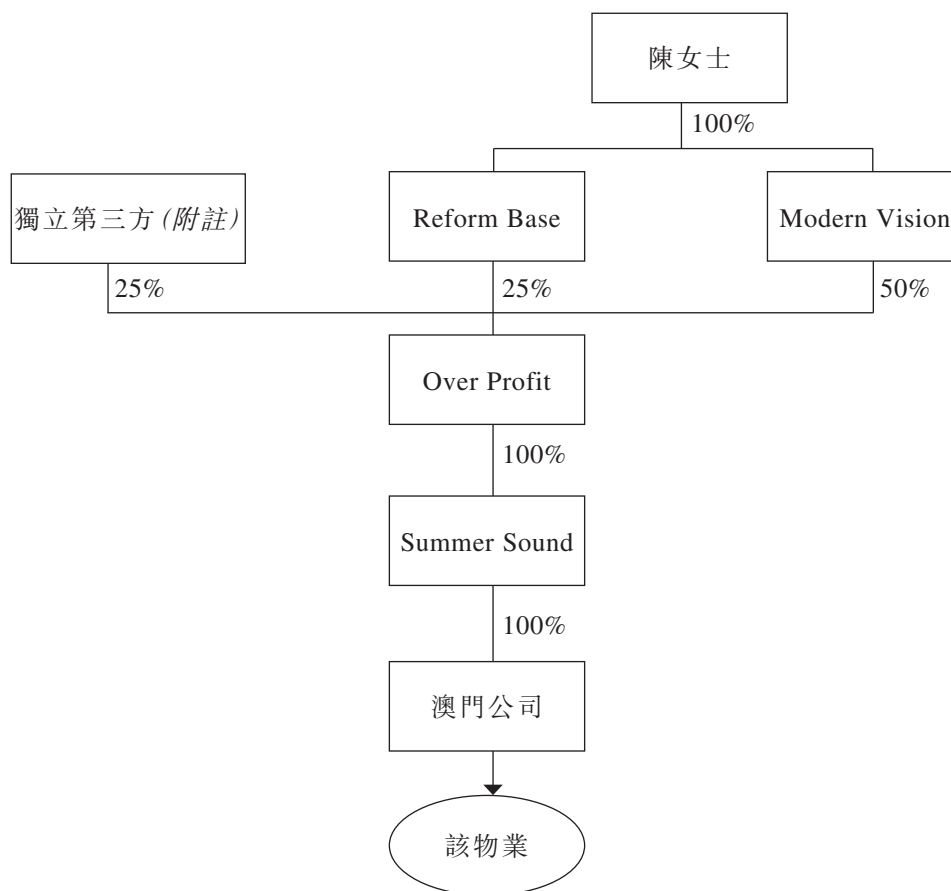 陳女士
100%
獨立第三方(附註)
Reform Base
Modern Vision
25%
25%
50%
Over Profit
100%
Summer Sound
100%
澳門公司
該物業